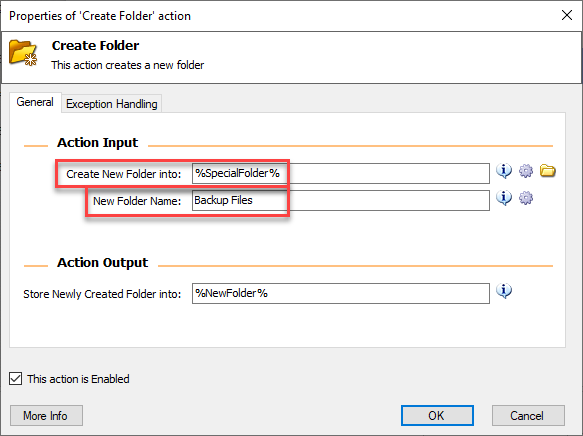 Properties of 'Create Folder' action
Create Folder
This action creates a new folder
General
Exception Handling
Action Input
Create New Folder into: %SpecialFolder%
New Folder Name: Backup Files
Action Output
Store Newly Created Folder into: %NewFolder%
This action is Enabled
More Info
OK
Cancel